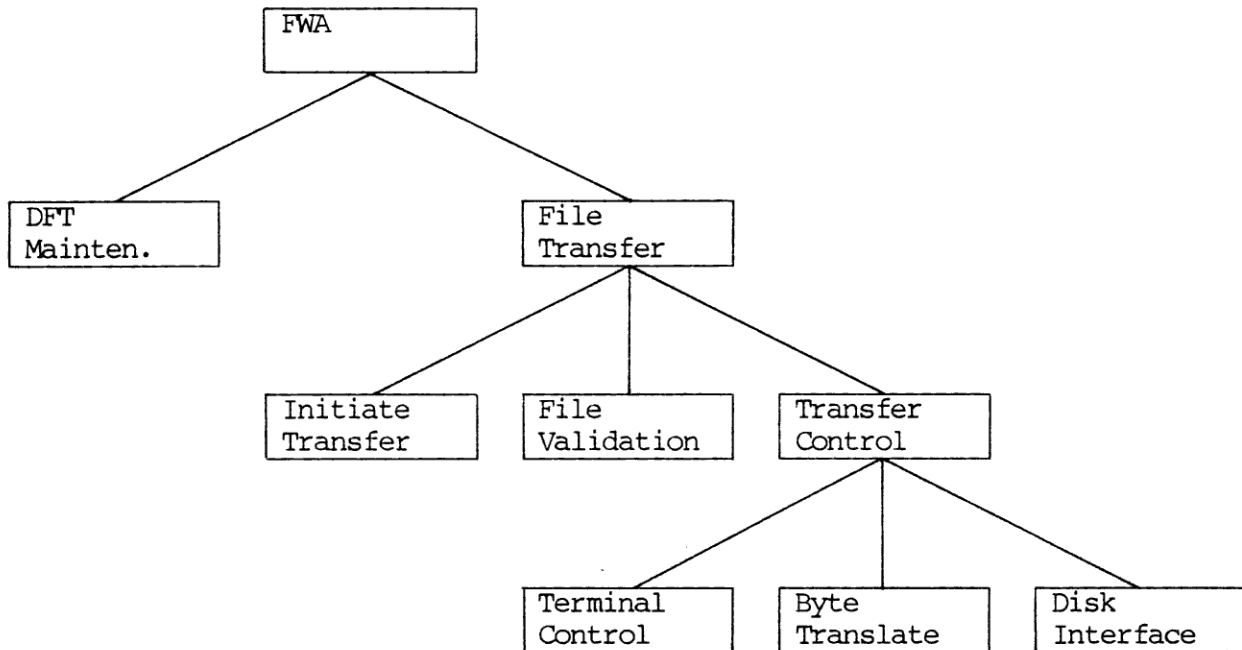 FWA
DFT
Mainten.
File
Transfer
Initiate
Transfer
File
Validation
Transfer
Control
Terminal
Control
Byte
Translate
Disk
Interface